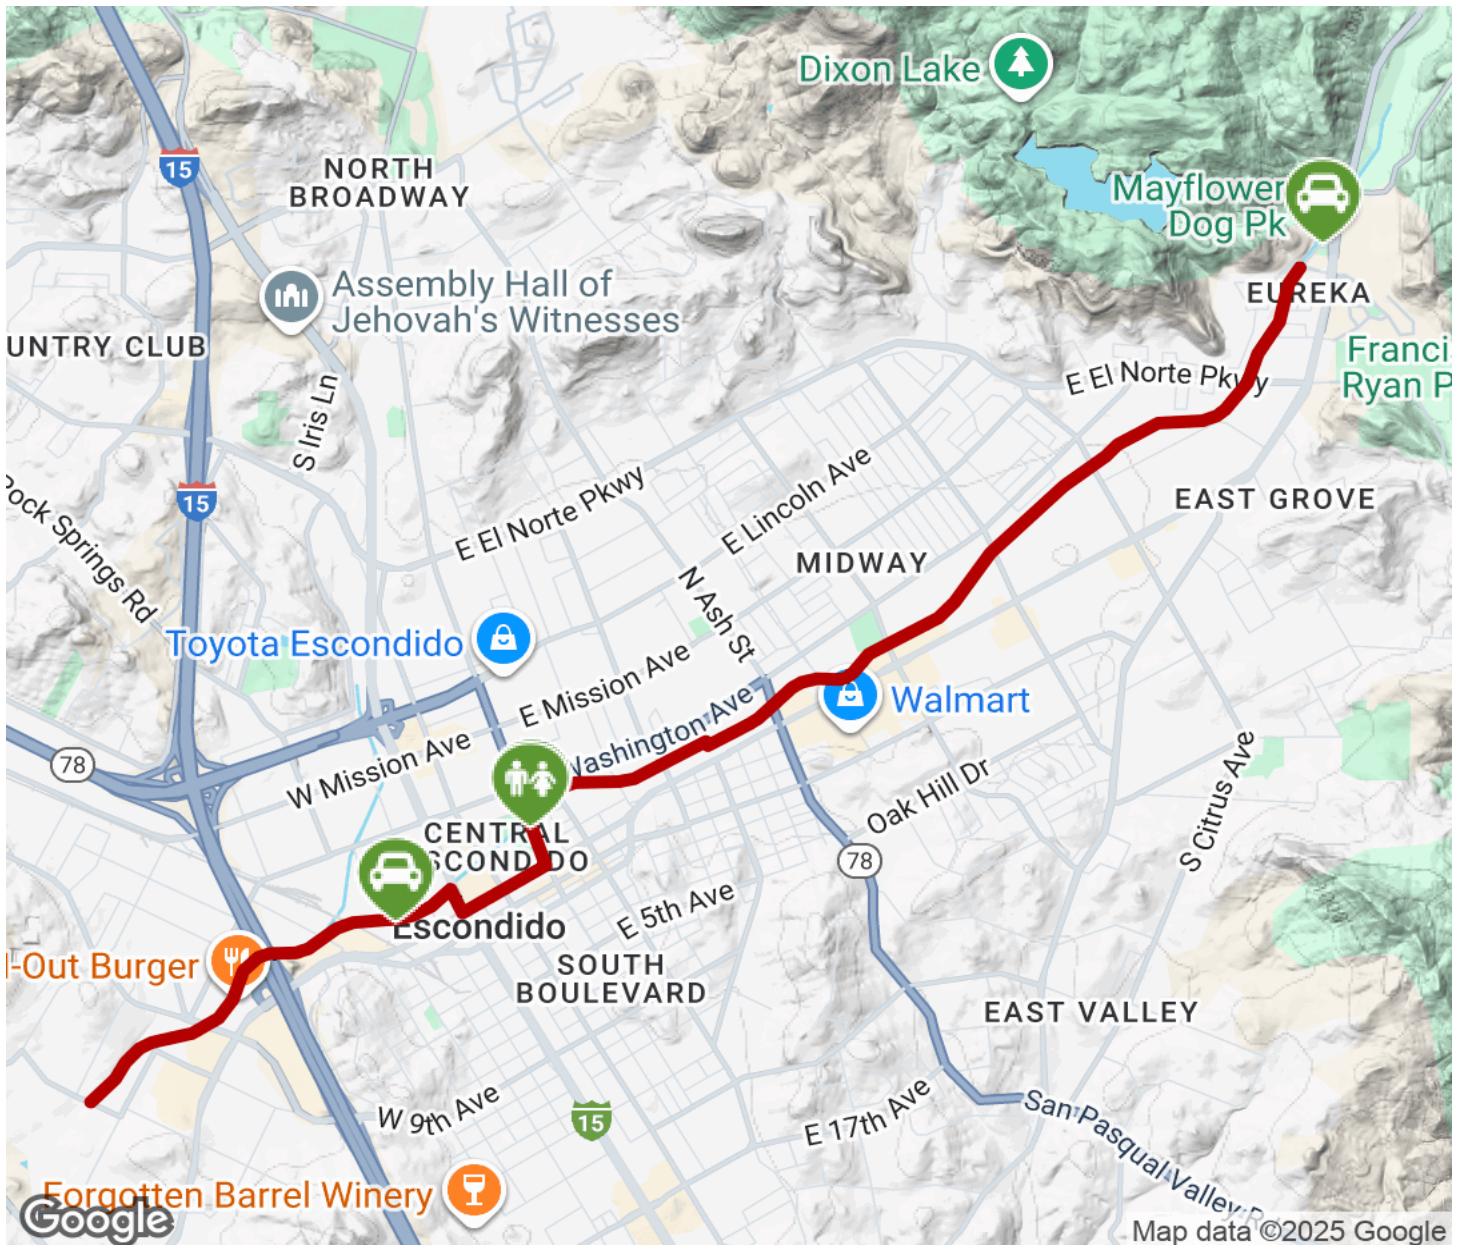 Dixon Lake
15
NORTH
BROADWAY
Mayflower
Dog Pk
Assembly Hall of
Jehovah's Witnesses
EUREKA
UNTRY CLUB
Franci
Ryan P
E El Norte Pkwy
S Iris Ln
15
Rock Springs Rd
E El Norte Pkwy
E Lincoln Ave
EAST GROVE
MIDWAY
N Ash St
Toyota Escondido
E Mission Ave
Walmart
Washington Ave
78
W Mission Ave
S Citrus Ave
Oak Hill Dr
CENTRAL
ESCONDIDO
78
E 5th Ave
Escondido
I-Out Burger
SOUTH
BOULEVARD
EAST VALLEY
W 9th Ave
15
E 17th Ave
San Pasqual Valley R
Forgotten Barrel Winery
Google
Map data ©2025 Google